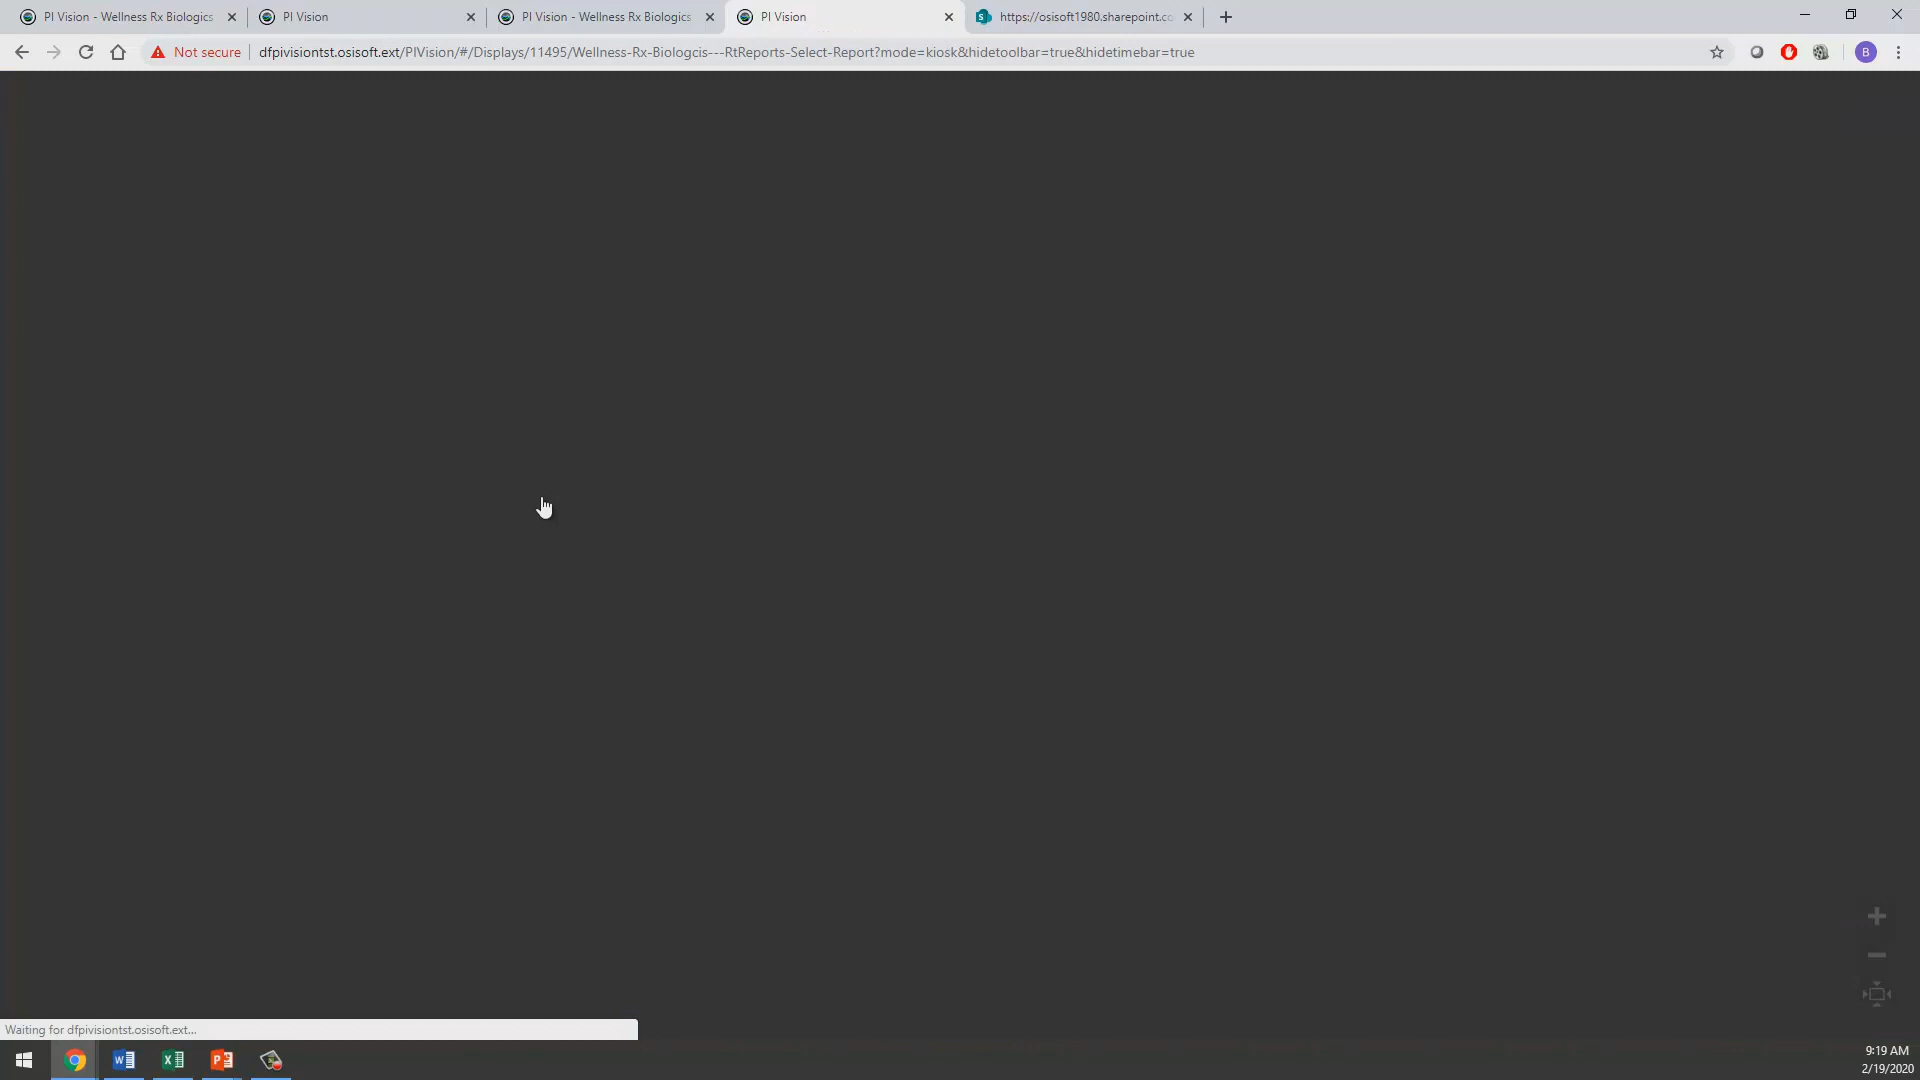 PI Vision - Wellness Rx Biologics
PI Vision
PI Vision - Wellness Rx Biologics
PI Vision
https://osisoft1980.sharepoint.co
Not secure
dfpivisiontst.osisoft.ext/PIVision/#/Displays/11495/Wellness-Rx-Biologcis---RtReports-Select-Report?mode=kiosk&hidetoolbar=true&hidetimebar=true
B
Waiting for dfpivisiontst.osisoft.ext...
9:19 AM
2/19/2020